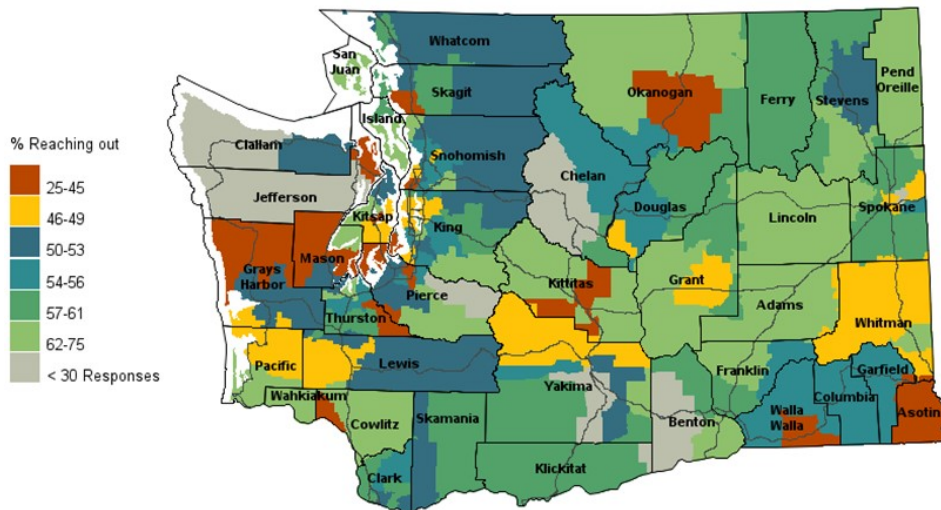 % Reaching out
25-45
46-49
50-53
54-56
57-61
62-75
< 30 Responses
Whatcom
San
Juan
Skagit
Okanogan
Ferry
Stevens
Pend
Oreille
Island
Clallam
Snohomish
Chelan
Jefferson
Douglas
Spokane
Kitsap
King
Lincoln
Mason
Grays
Harbor
Kittitas
Grant
Pierce
Adams
Thurston
Whitman
Pacific
Lewis
Franklin
Garfield
Wahkiakum
Yakima
Columbia
Cowlitz
Skamania
Benton
Walla
Walla
Asotin
Klickitat
Clark